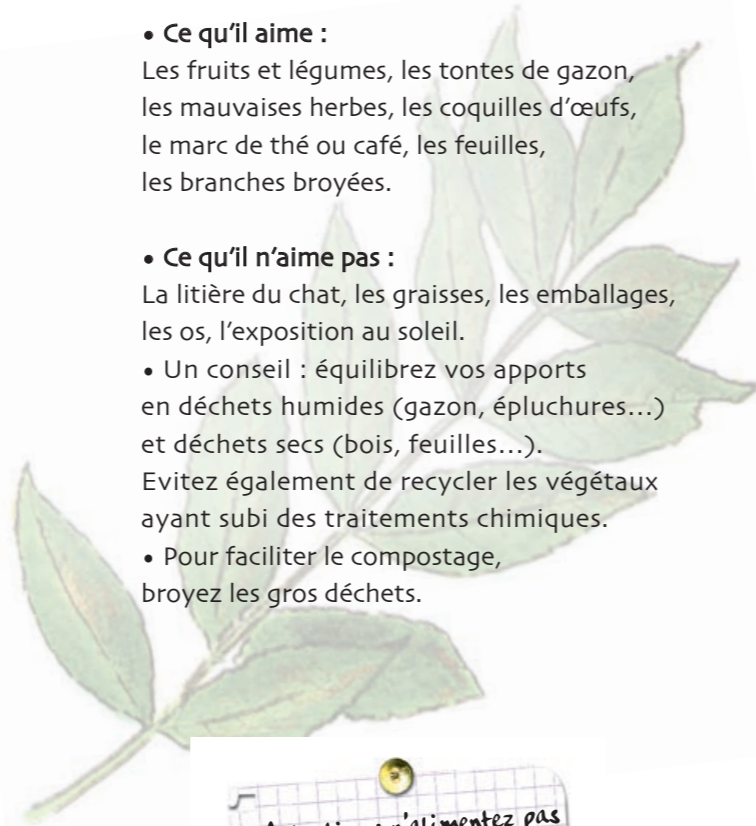 • Ce qu’il aime :
Les fruits et légumes, les tontes de gazon,
les mauvaises herbes, les coquilles d’œufs,
le marc de thé ou café, les feuilles,
les branches broyées.
• Ce qu’il n’aime pas :
La litière du chat, les graisses, les emballages,
les os, l’exposition au soleil.
• Un conseil : équilibrez vos apports
en déchets humides (gazon, épluchures...)
et déchets secs (bois, feuilles...).
Evitez également de recycler les végétaux
ayant subi des traitements chimiques.
• Pour faciliter le compostage,
broyez les gros déchets.
n’alimentez pas